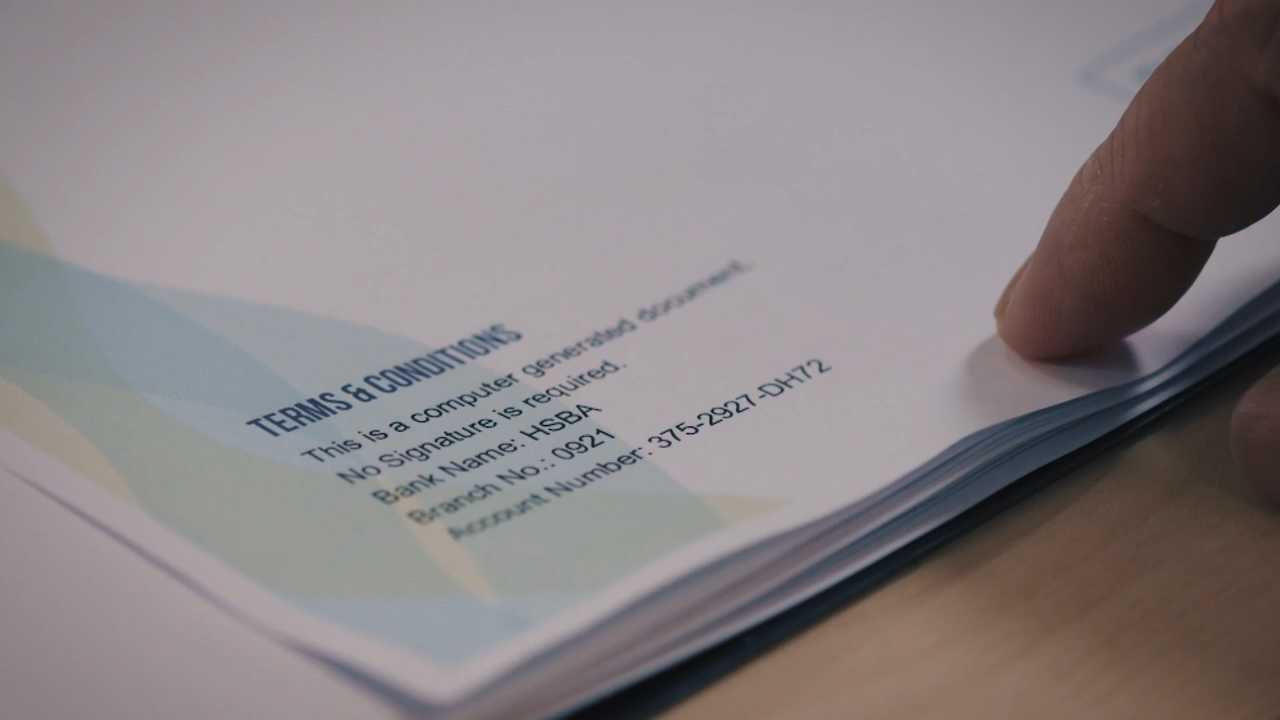 TERMS & CONDITIONS
This is a computer generated document.
No Signature is required.
Bank Name: HSBA
Branch No.: 0921
Account Number: 375-2927-DH72